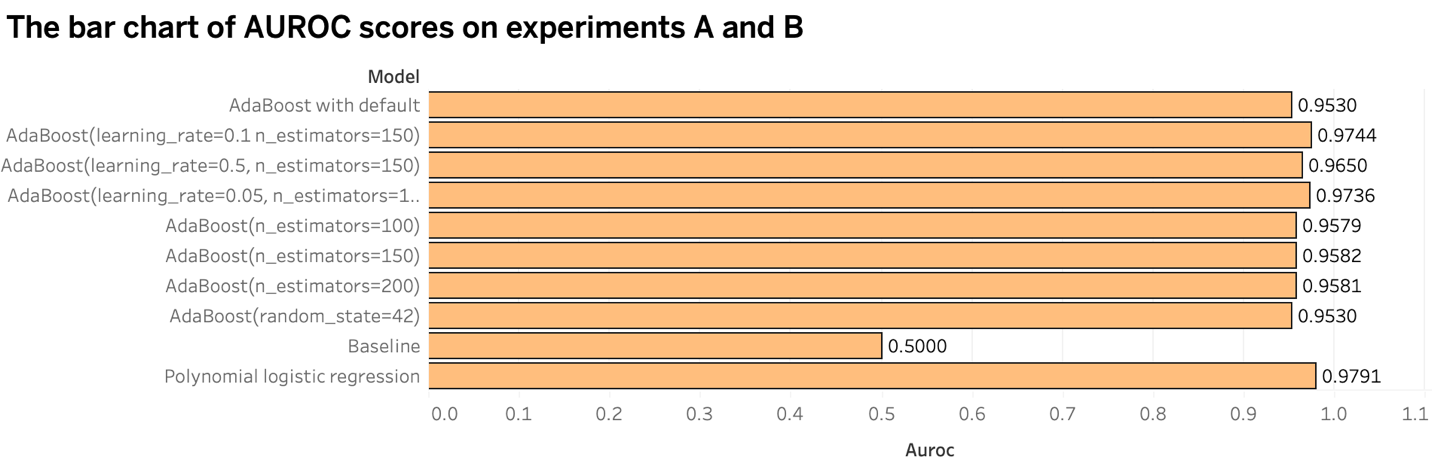 The bar chart of AUROC scores on experiments A and B
Model
AdaBoost with default 0.9530
AdaBoost(learning_rate=0.1 n_estimators=150) 0.9744
AdaBoost(learning_rate=0.5, n_estimators=150) 0.9650
AdaBoost(learning_rate=0.05, n_estimators=1.. 0.9736
AdaBoost(n_estimators=100) 0.9579
AdaBoost(n_estimators=150) 0.9582
AdaBoost(n_estimators=200) 0.9581
AdaBoost(random_state=42) 0.9530
Baseline 0.5000
Polynomial logistic regression 0.9791
0.0 0.1 0.2 0.3 0.4 0.5 0.6 0.7 0.8 0.9 1.0 1.1
Auroc